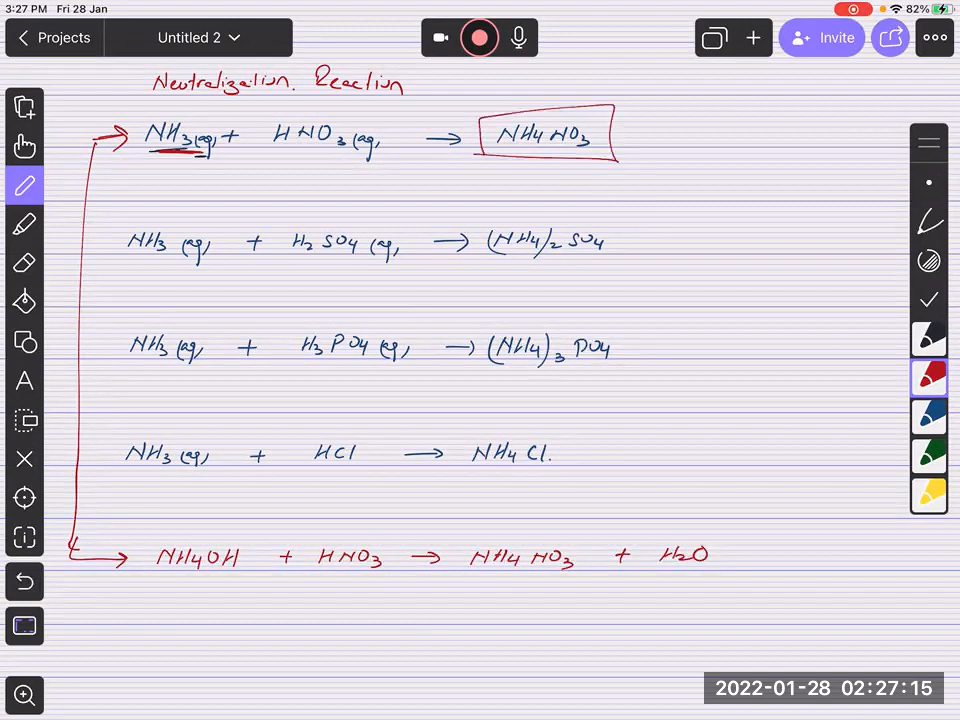 3:27 PM Fri 28 Jan
82%
Projects
Untitled 2
Invite
Neutralization Reaction
NH3(aq) + HNO3(aq) → NH4NO3
NH3(aq) + H2SO4(aq) → (NH4)2SO4
NH3(aq) + H3PO4(aq) → (NH4)3PO4
NH3(aq) + HCl → NH4Cl.
NH4OH + HNO3 → NH4NO3 + H2O
A
2022-01-28 02:27:15